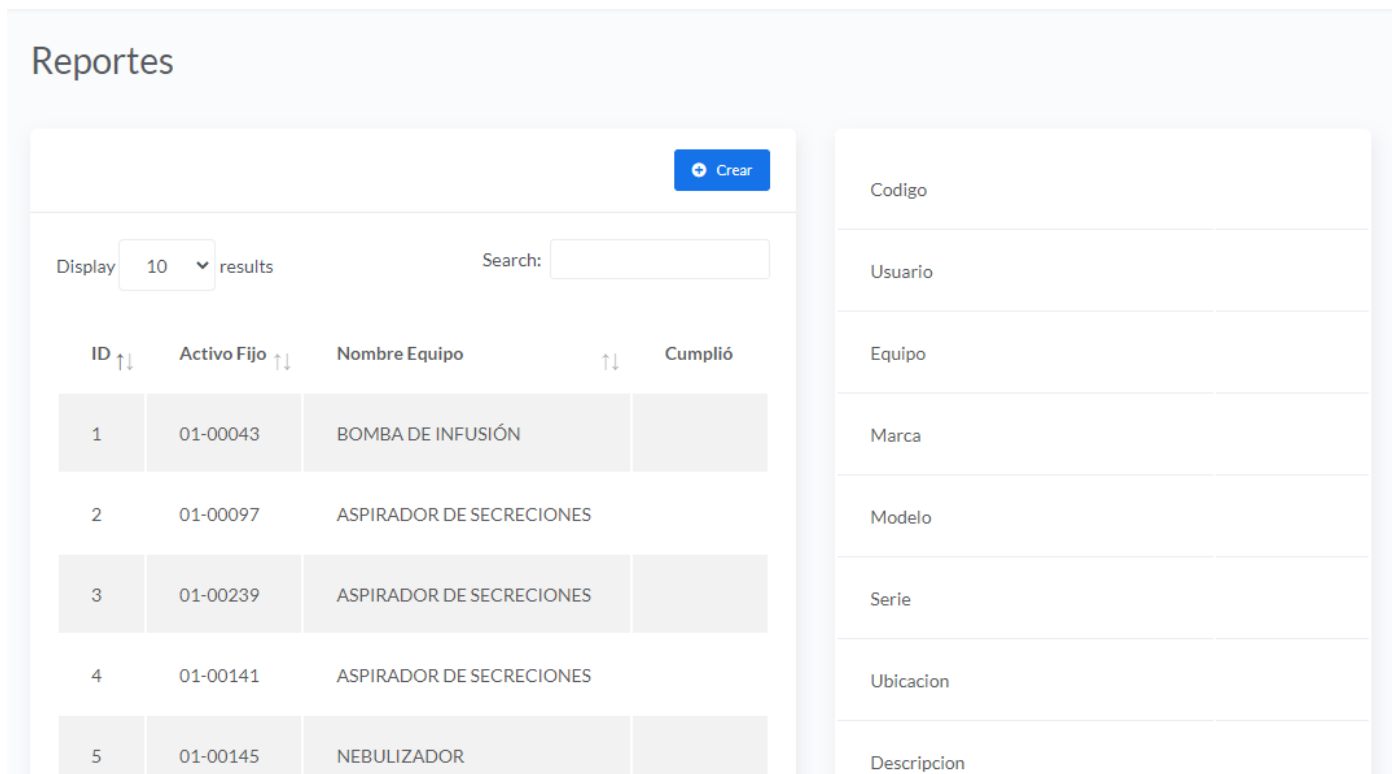 Reportes
Crear
Display 10 results
Search:
ID Activo Fijo Nombre Equipo Cumplió
1 01-00043 BOMBA DE INFUSIÓN
2 01-00097 ASPIRADOR DE SECRECIONES
3 01-00239 ASPIRADOR DE SECRECIONES
4 01-00141 ASPIRADOR DE SECRECIONES
5 01-00145 NEBULIZADOR
Codigo
Usuario
Equipo
Marca
Modelo
Serie
Ubicacion
Descripcion